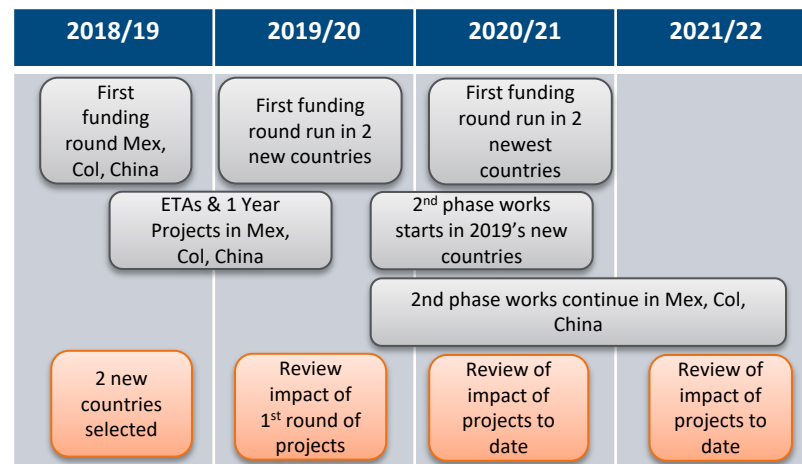 2018/19
2019/20
2020/21
2021/22
First
funding
round Mex,
Col, China
First funding
round run in 2
new countries
First funding
round run in 2
newest
countries
ETAs & 1 Year
Projects in Mex,
Col, China
2nd phase works
starts in 2019's new
countries
2nd phase works continue in Mex, Col,
China
2 new
countries
selected
Review
impact of
1st round of
projects
Review of
impact of
projects to
date
Review of
impact of
projects to
date